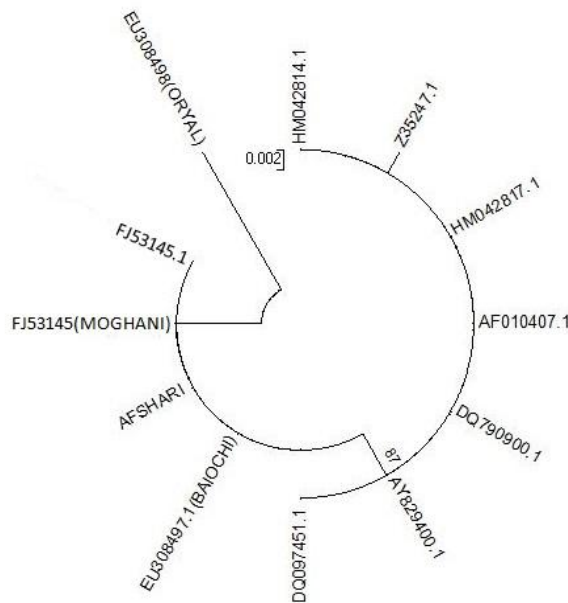 EU308498(ORYAL)
HM042814.1
0.002
Z35247.1
HM042817.1
FJ53145.1
FJ53145(MOGHANI)
AF010407.1
AFSHARI
DQ790900.1
EU308497.1(BAIOCHI)
87
AY829400.1
DQ097451.1